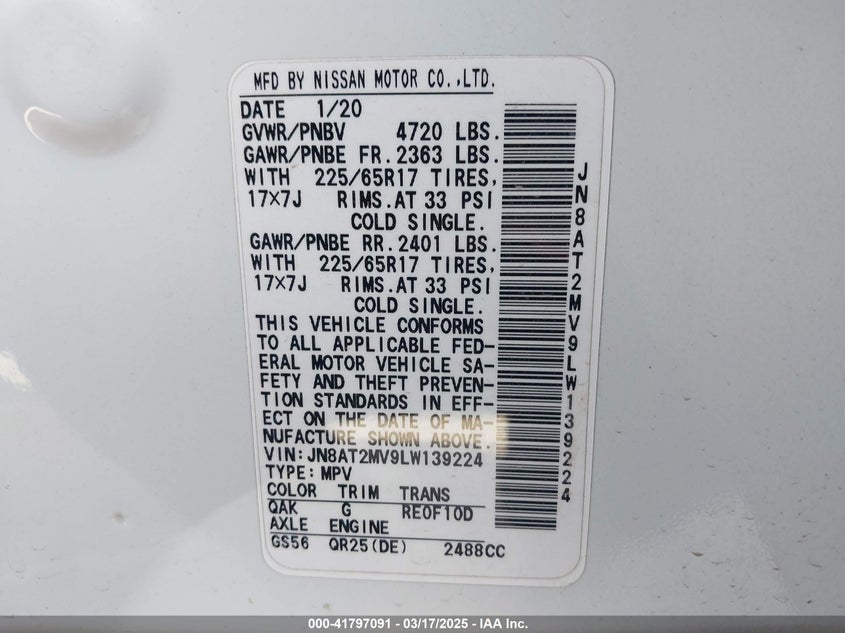 MFD BY NISSAN MOTOR CO.,LTD.
DATE 1/20
GVWR/PNBV 4720 LBS.
GAWR/PNBE FR.2363 LBS.
WITH 225/65R17 TIRES,
17×7J RIMS.AT 33 PSI
COLD SINGLE.
GAWR/PNBE RR.2401 LBS.
WITH 225/65R17 TIRES,
17×7J RIMS.AT 33 PSI
COLD SINGLE.
THIS VEHICLE CONFORMS
TO ALL APPLICABLE FED-
ERAL MOTOR VEHICLE SA-
FETY AND THEFT PREVEN-
TION STANDARDS IN EFF-
ECT ON THE DATE OF MA-
NUFACTURE SHOWN ABOVE.
VIN:JN8AT2MV9LW139224
TYPE:MPV
COLOR TRIM TRANS
QAK G RE0F10D
AXLE ENGINE
GS56 QR25(DE) 2488CC
JN8AT2MV9LW139224
000-41797091 - 03/17/2025 - IAA Inc.